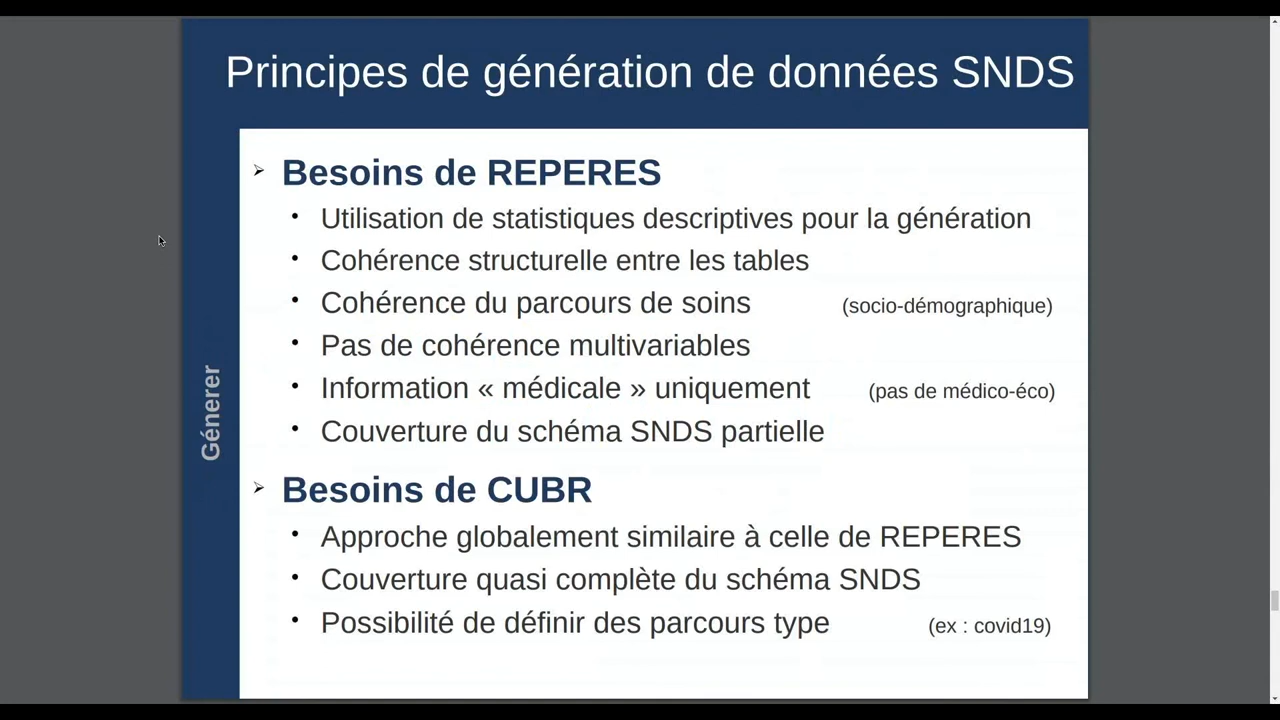 Principes de génération de données SNDS
Besoins de REPERES
Utilisation de statistiques descriptives pour la génération
Cohérence structurelle entre les tables
Cohérence du parcours de soins (socio-démographique)
Pas de cohérence multivariables
Information « médicale » uniquement (pas de médico-éco)
Couverture du schéma SNDS partielle
Besoins de CUBR
Approche globalement similaire à celle de REPERES
Couverture quasi complète du schéma SNDS
Possibilité de définir des parcours type (ex : covid19)
Génerer